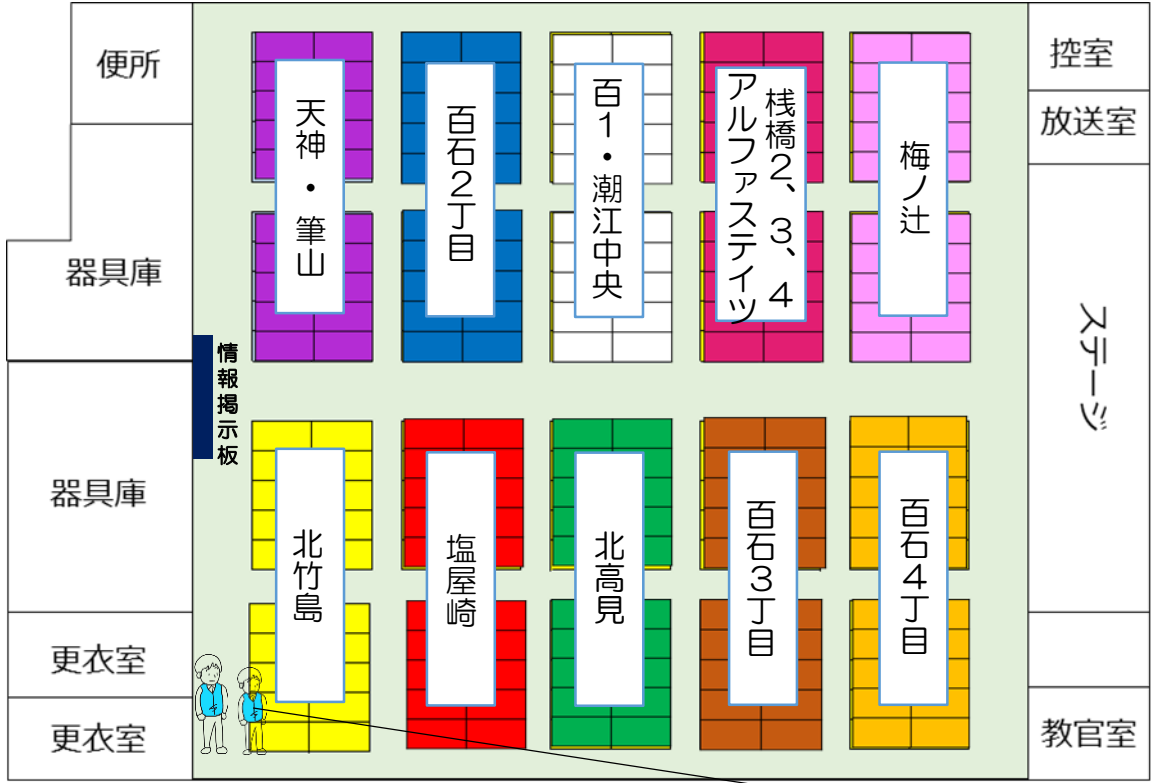 便所
器具庫
器具庫
更衣室
更衣室
情報掲示板
天神・筆山
百石２丁目
百１・潮江中央
桟橋２、３、４
アルファステイツ
梅ノ辻
北竹島
塩屋崎
北高見
百石３丁目
百石４丁目
控室
放送室
ステージ
教官室